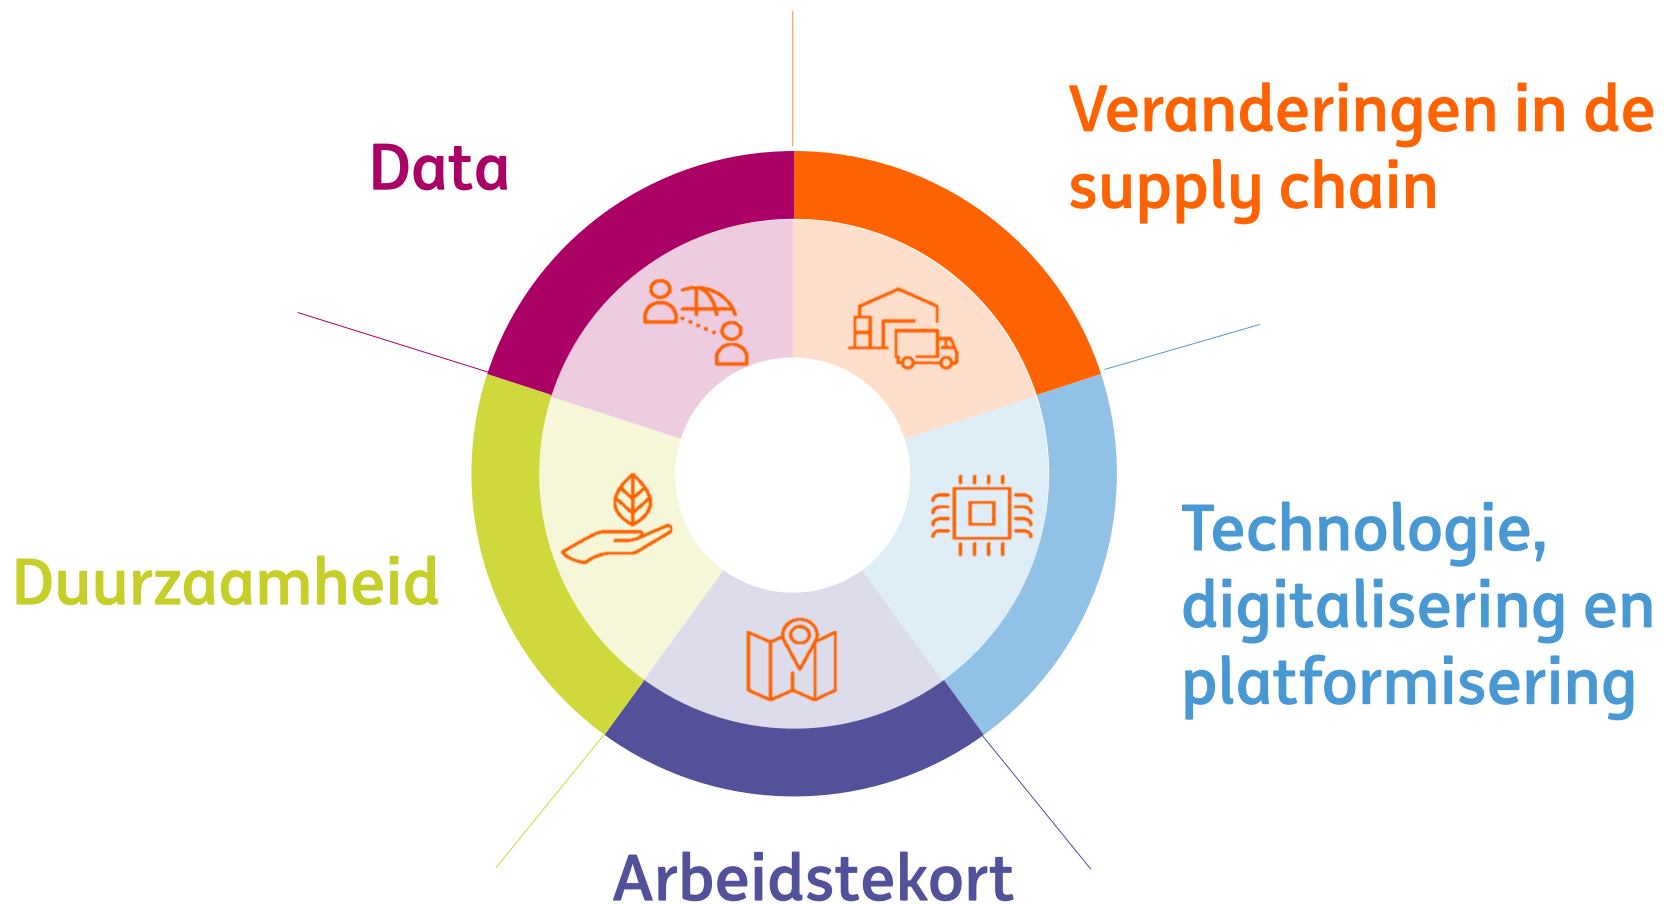 Data
Veranderingen in de
supply chain
Technologie,
digitalisering en
platformisering
Duurzaamheid
Arbeidstekort